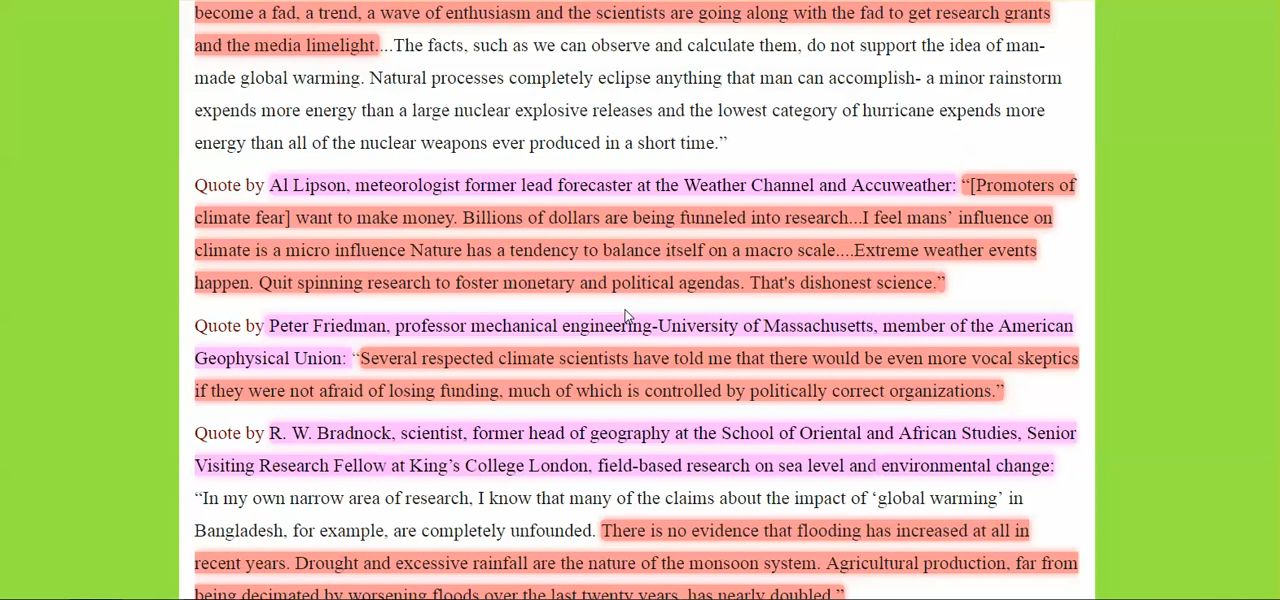 become a fad, a trend, a wave of enthusiasm and the scientists are going along with the fad to get research grants
and the media limelight....The facts, such as we can observe and calculate them, do not support the idea of man-
made global warming. Natural processes completely eclipse anything that man can accomplish- a minor rainstorm
expends more energy than a large nuclear explosive releases and the lowest category of hurricane expends more
energy than all of the nuclear weapons ever produced in a short time.”
Quote by Al Lipson, meteorologist former lead forecaster at the Weather Channel and Accuweather: “[Promoters of
climate fear] want to make money. Billions of dollars are being funneled into research...I feel mans’ influence on
climate is a micro influence Nature has a tendency to balance itself on a macro scale....Extreme weather events
happen. Quit spinning research to foster monetary and political agendas. That's dishonest science.”
Quote by Peter Friedman, professor mechanical engineering-University of Massachusetts, member of the American
Geophysical Union: “Several respected climate scientists have told me that there would be even more vocal skeptics
if they were not afraid of losing funding, much of which is controlled by politically correct organizations.”
Quote by R. W. Bradnock, scientist, former head of geography at the School of Oriental and African Studies, Senior
Visiting Research Fellow at King’s College London, field-based research on sea level and environmental change:
“In my own narrow area of research, I know that many of the claims about the impact of ‘global warming’ in
Bangladesh, for example, are completely unfounded. There is no evidence that flooding has increased at all in
recent years. Drought and excessive rainfall are the nature of the monsoon system. Agricultural production, far from
being decimated by worsening floods over the last twenty years, has nearly doubled.”